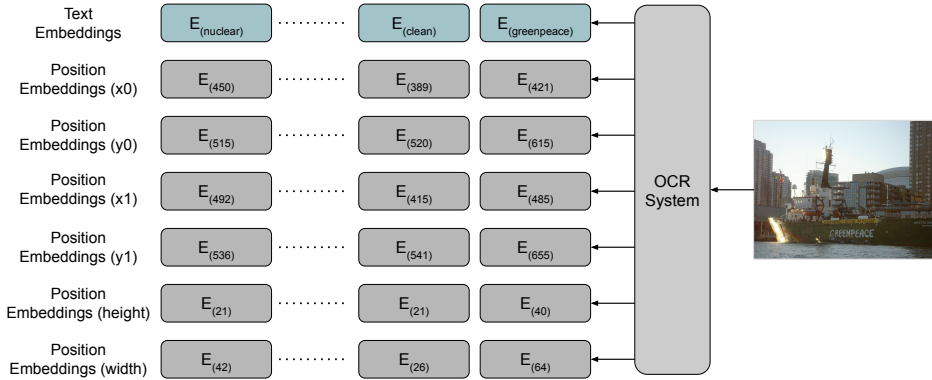 Text
Embeddings
E(nuclear) ........ E(clean) E(greenpeace)
Position
Embeddings (x0)
E(450) ........ E(389) E(421)
Position
Embeddings (y0)
E(515) ........ E(520) E(615)
Position
Embeddings (x1)
E(492) ........ E(415) E(485)
Position
Embeddings (y1)
E(536) ........ E(541) E(655)
Position
Embeddings (height)
E(21) ........ E(21) E(40)
Position
Embeddings (width)
E(42) ........ E(26) E(64)
OCR
System
GREENPEACE